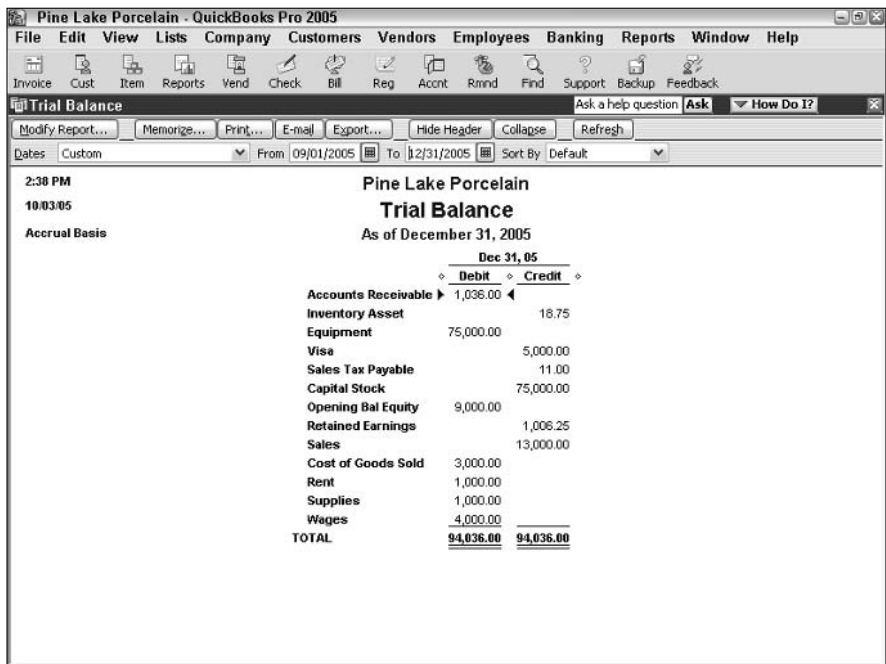 Pine Lake Porcelain - QuickBooks Pro 2005
File Edit View Lists Company Customers Vendors Employees Banking Reports Window Help
Invoice Cust Item Reports Vend Check Bill Reg Accnt Rmnd Find Support Backup Feedback
Trial Balance Ask a help question Ask How Do I?
Modify Report... Memorize... Print... E-mail Export... Hide Header Collapse Refresh
Dates Custom From 09/01/2005 To 12/31/2005 Sort By Default
2:38 PM Pine Lake Porcelain
10/03/05 Trial Balance
Accrual Basis As of December 31, 2005
Dec 31, 05
Debit Credit
Accounts Receivable 1,036.00
Inventory Asset 18.75
Equipment 75,000.00
Visa 5,000.00
Sales Tax Payable 11.00
Capital Stock 75,000.00
Opening Bal Equity 9,000.00
Retained Earnings 1,006.25
Sales 13,000.00
Cost of Goods Sold 3,000.00
Rent 1,000.00
Supplies 1,000.00
Wages 4,000.00
TOTAL 94,036.00 94,036.00